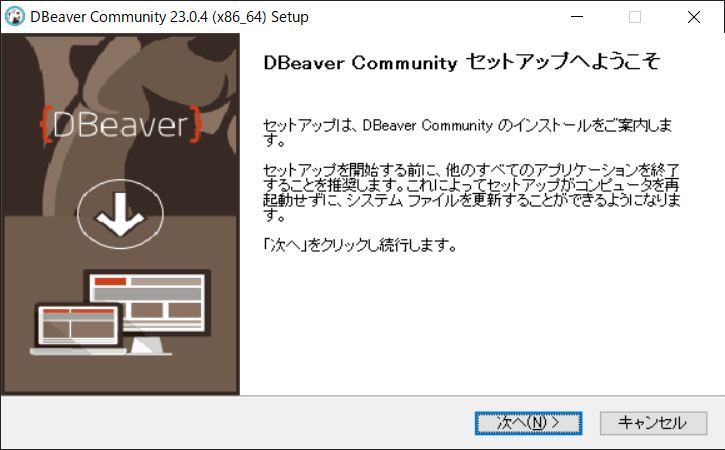 DBeaver Community 23.0.4 (x86_64) Setup
{DBeaver}
DBeaver Community セットアップへようこそ
セットアップは、DBeaver Community のインストールをご案内しま
す。
セットアップを開始する前に、他のすべてのアプリケーションを終了
することを推奨します。これによってセットアップがコンピュータを再
起動せずに、システム ファイルを更新することができるようになりま
す。
「次へ」をクリックし続行します。
次へ(N) >
キャンセル